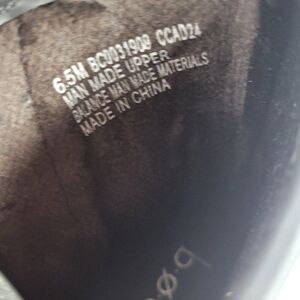 6.5M BC0031908 CCAD24
MAN MADE UPPER
BALANCE MAN MADE MATERIALS
MADE IN CHINA
b.ø.